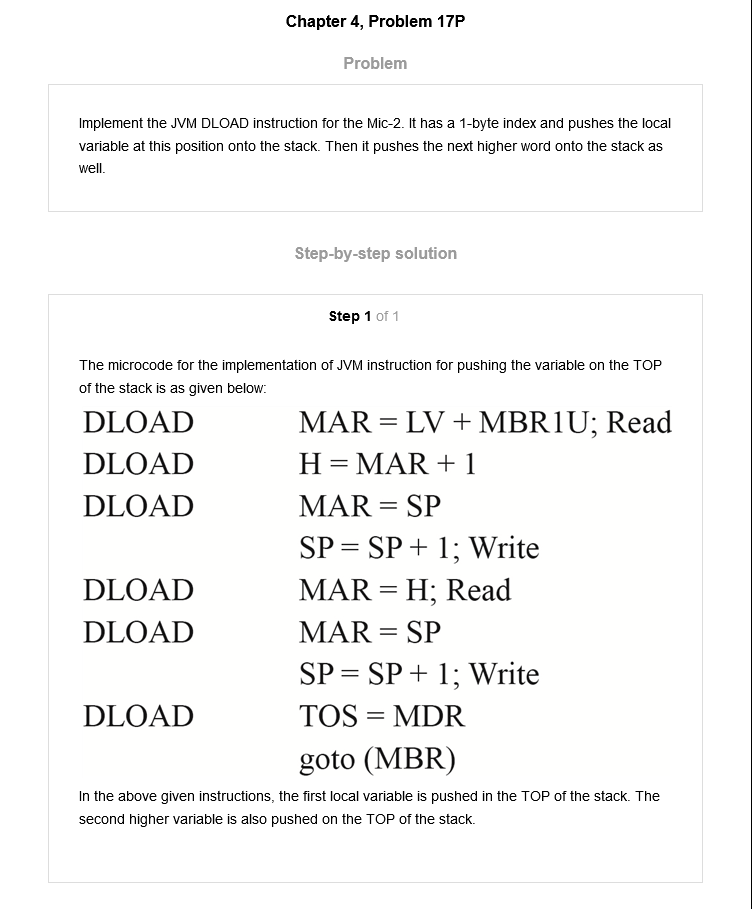 Chapter 4, Problem 17P
Problem
Implement the JVM DLOAD instruction for the Mic-2. It has a 1-byte index and pushes the local
variable at this position onto the stack. Then it pushes the next higher word onto the stack as
well.
Step-by-step solution
Step 1 of 1
The microcode for the implementation of JVM instruction for pushing the variable on the TOP
of the stack is as given below:
DLOAD MAR = LV + MBR1U; Read
DLOAD H = MAR + 1
DLOAD MAR = SP
SP = SP + 1; Write
DLOAD MAR = H; Read
DLOAD MAR = SP
SP = SP + 1; Write
DLOAD TOS = MDR
goto (MBR)
In the above given instructions, the first local variable is pushed in the TOP of the stack. The
second higher variable is also pushed on the TOP of the stack.